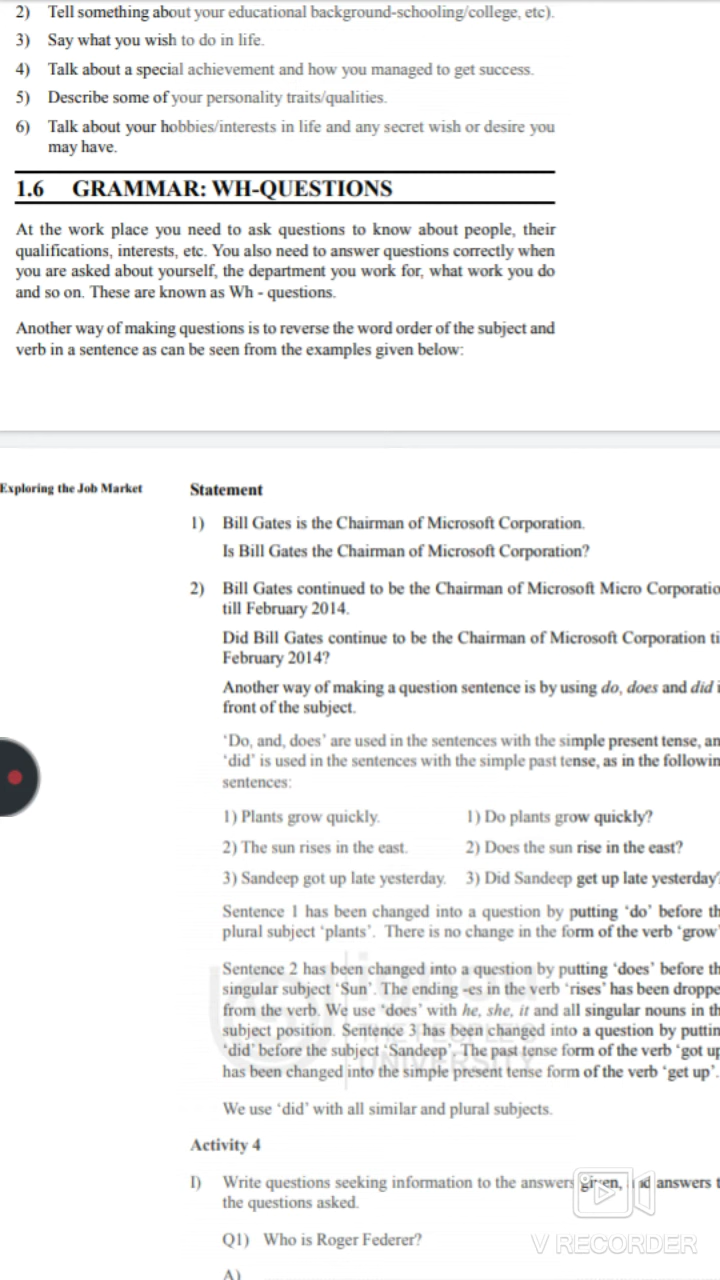 2) Tell something about your educational background-schooling/college, etc).
3) Say what you wish to do in life.
4) Talk about a special achievement and how you managed to get success.
5) Describe some of your personality traits/qualities.
6) Talk about your hobbies/interests in life and any secret wish or desire you
may have.
1.6 GRAMMAR: WH-QUESTIONS
At the work place you need to ask questions to know about people, their
qualifications, interests, etc. You also need to answer questions correctly when
you are asked about yourself, the department you work for, what work you do
and so on. These are known as Wh - questions.
Another way of making questions is to reverse the word order of the subject and
verb in a sentence as can be seen from the examples given below:
Exploring the Job Market
Statement
1) Bill Gates is the Chairman of Microsoft Corporation.
Is Bill Gates the Chairman of Microsoft Corporation?
2) Bill Gates continued to be the Chairman of Microsoft Micro Corporatio
till February 2014.
Did Bill Gates continue to be the Chairman of Microsoft Corporation ti
February 2014?
Another way of making a question sentence is by using do, does and did i
front of the subject.
'Do, and, does' are used in the sentences with the simple present tense, an
'did' is used in the sentences with the simple past tense, as in the followin
sentences:
1) Plants grow quickly. 1) Do plants grow quickly?
2) The sun rises in the east. 2) Does the sun rise in the east?
3) Sandeep got up late yesterday. 3) Did Sandeep get up late yesterday?
Sentence 1 has been changed into a question by putting 'do' before th
plural subject 'plants'. There is no change in the form of the verb 'grow'
Sentence 2 has been changed into a question by putting 'does' before th
singular subject 'Sun'. The ending -es in the verb 'rises' has been droppe
from the verb. We use 'does' with he, she, it and all singular nouns in th
subject position. Sentence 3 has been changed into a question by puttin
'did' before the subject 'Sandeep'. The past tense form of the verb 'got up
has been changed into the simple present tense form of the verb 'get up'.
We use 'did' with all similar and plural subjects.
Activity 4
I) Write questions seeking information to the answers given, answers t
the questions asked.
Q1) Who is Roger Federer?
A)
V RECORDER